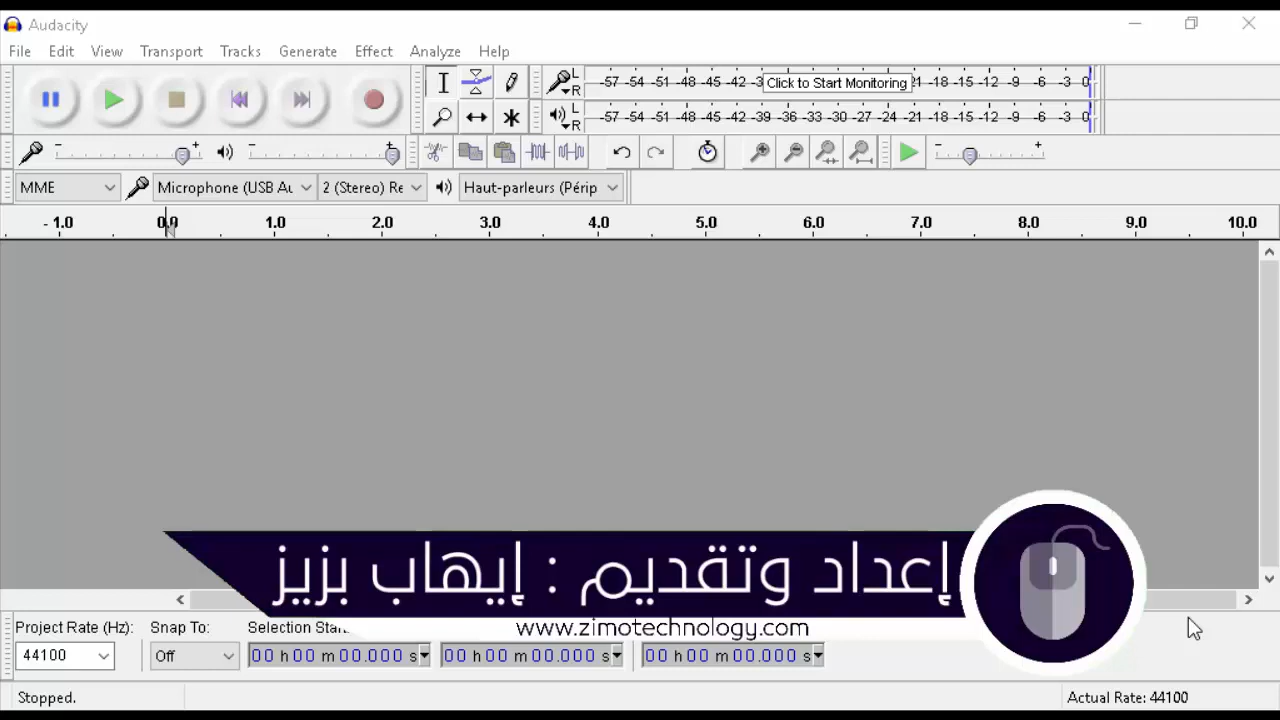 Audacity
File Edit View Transport Tracks Generate Effect Analyze Help
L R -57 -54 -51 -48 -45 -42 -3 Click to Start Monitoring 21 -18 -15 -12 -9 -6 -3 0
L R -57 -54 -51 -48 -45 -42 -39 -36 -33 -30 -27 -24 -21 -18 -15 -12 -9 -6 -3 0
- + - + - +
MME Microphone (USB Au 2 (Stereo) Re Haut-parleurs (Périp
- 1.0 0.0 1.0 2.0 3.0 4.0 5.0 6.0 7.0 8.0 9.0 10.0
إعداد وتقديم : إيهاب بزيز
www.zimotechnology.com
Project Rate (Hz): Snap To: Selection Start
44100 Off 00 h 00 m 00.000 s 00 h 00 m 00.000 s 00 h 00 m 00.000 s
Stopped. Actual Rate: 44100